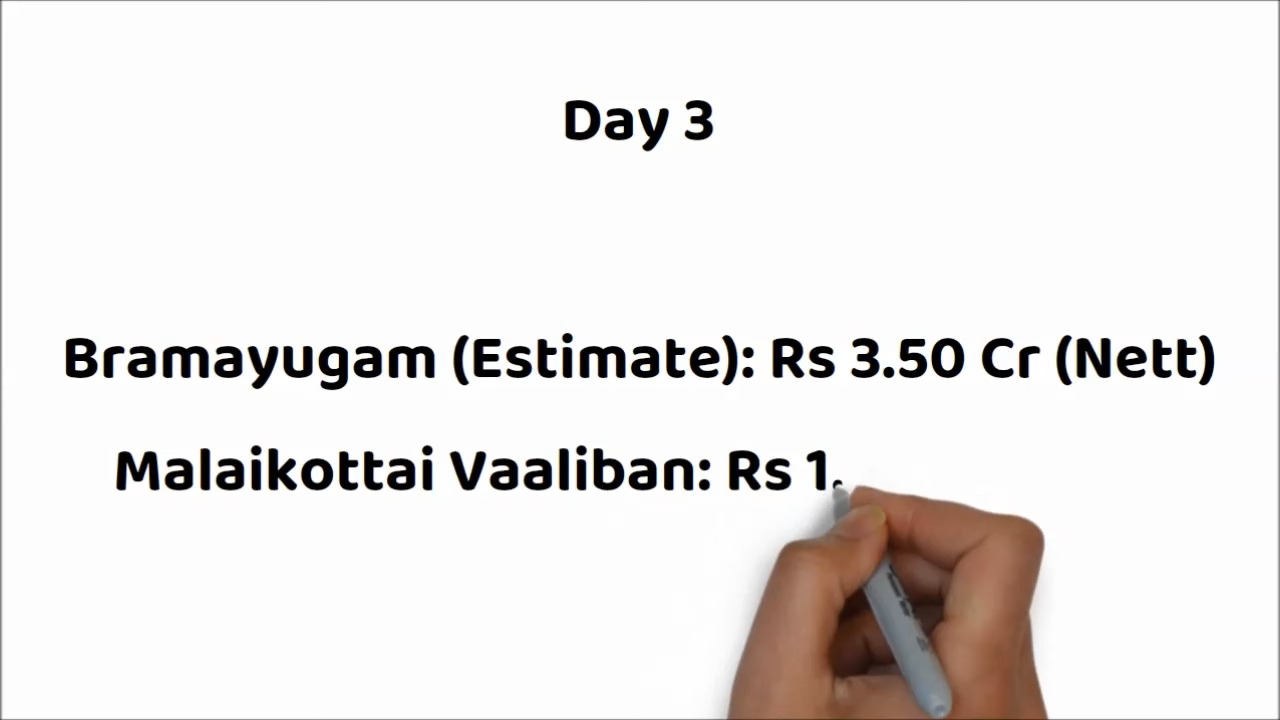 Day 3
Bramayugam (Estimate): Rs 3.50 Cr (Nett)
Malaikottai Vaaliban: Rs 1.